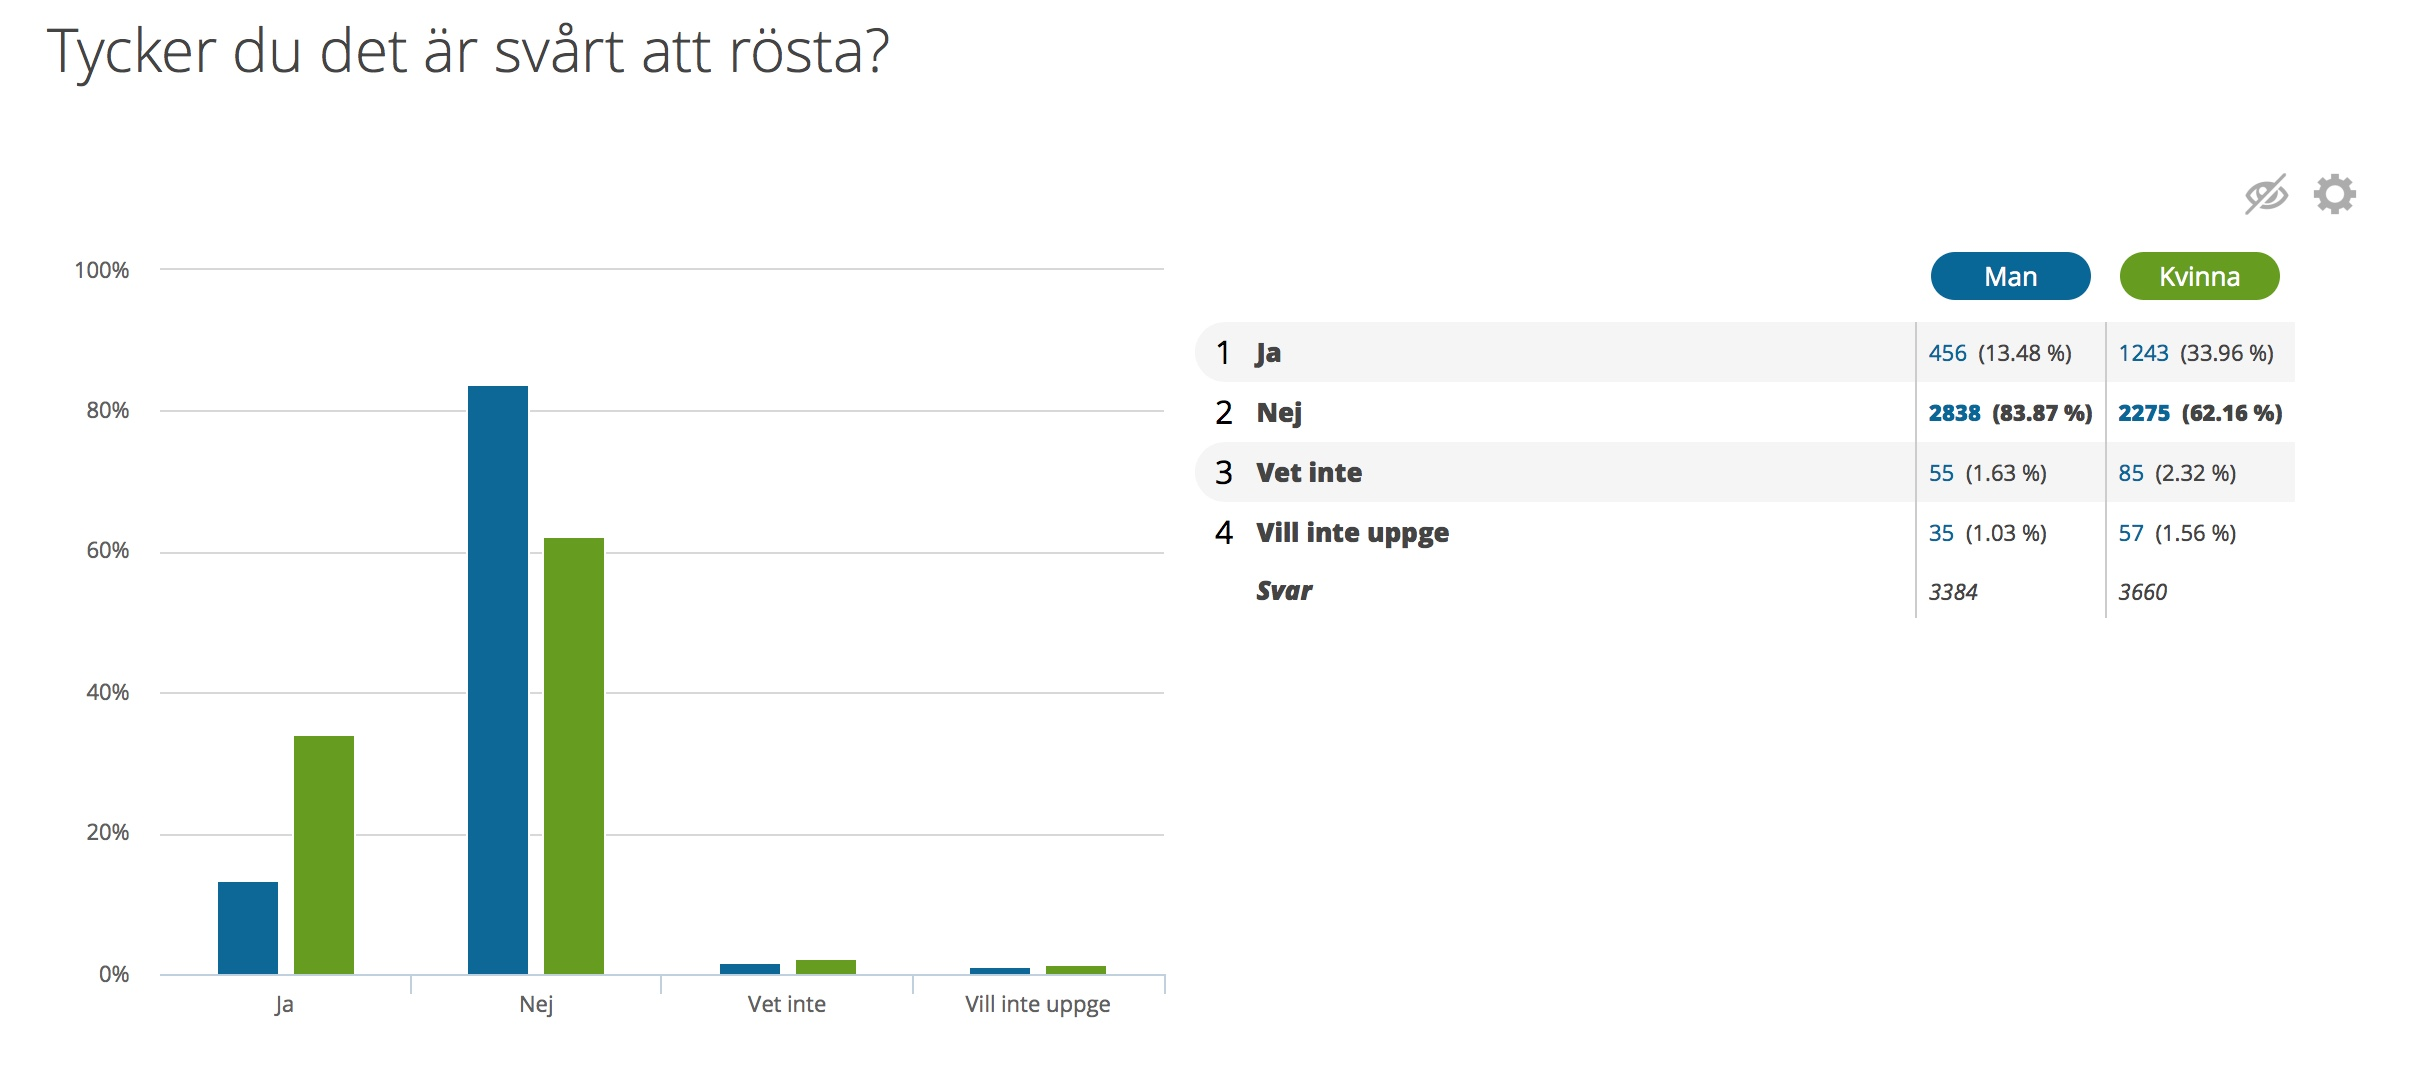 Tycker du det är svårt att rösta?
100%
80%
60%
40%
20%
0%
Ja
Nej
Vet inte
Vill inte uppge
Man Kvinna
1 Ja 456 (13.48 %) 1243 (33.96 %)
2 Nej 2838 (83.87 %) 2275 (62.16 %)
3 Vet inte 55 (1.63 %) 85 (2.32 %)
4 Vill inte uppge 35 (1.03 %) 57 (1.56 %)
Svar 3384 3660